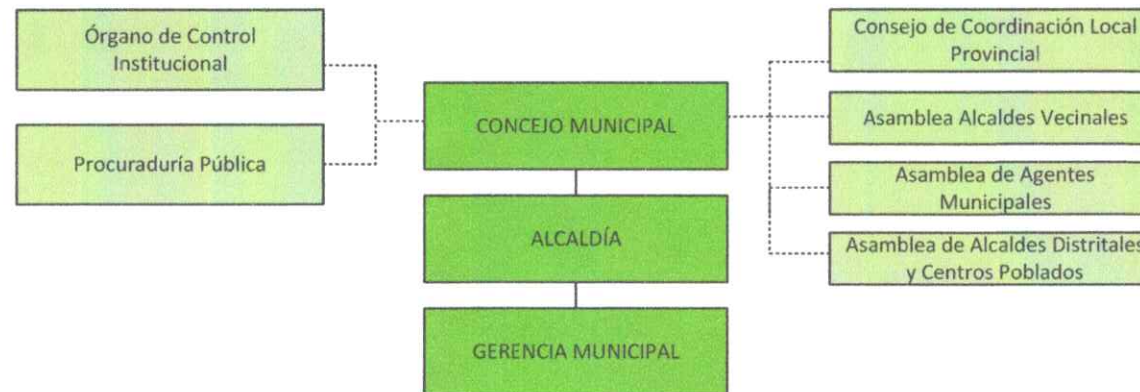 Órgano de Control
Institucional
Procuraduría Pública
CONCEJO MUNICIPAL
ALCALDÍA
GERENCIA MUNICIPAL
Consejo de Coordinación Local
Provincial
Asamblea Alcaldes Vecinales
Asamblea de Agentes
Municipales
Asamblea de Alcaldes Distritales
y Centros Poblados